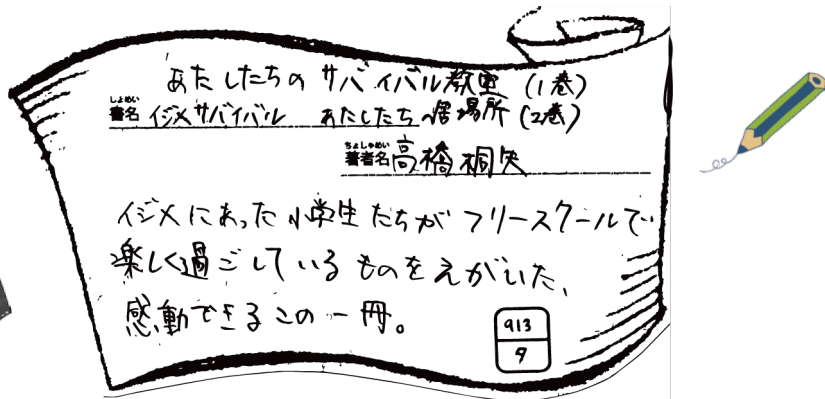 あたしたちのサバイバル教室 (1巻)
しょめい
書名 イジメサバイバル あたしたちの居場所 (2巻)
ちょしゃめい
著者名 高橋桐矢
イジメにあった小学生たちがフリースクールで
楽しく過ごしているものをえがいた、
感動できるこの一冊。
913
タ